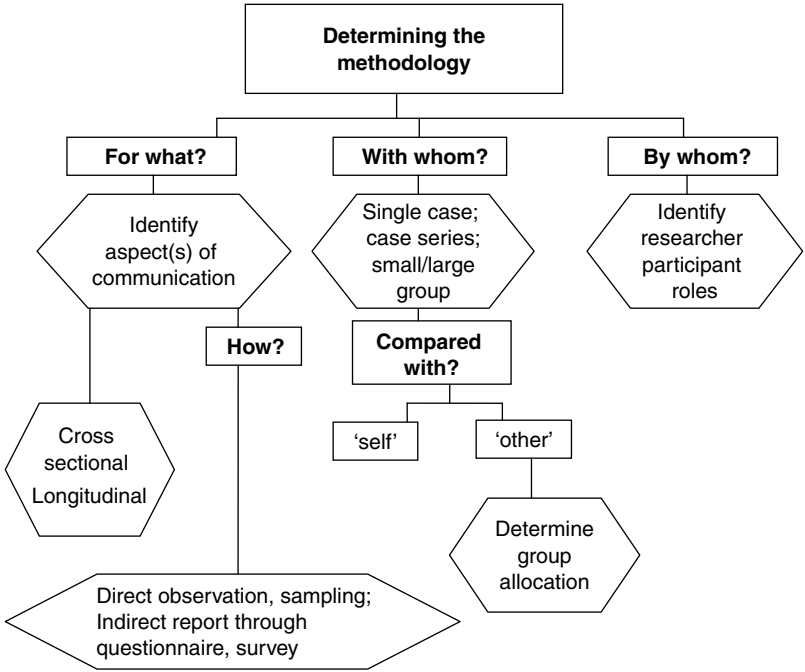 Determining the
methodology
For what?
With whom?
By whom?
Identify
aspect(s) of
communication
Single case;
case series;
small/large
group
Identify
researcher
participant
roles
How?
Compared
with?
Cross
sectional
Longitudinal
‘self’
‘other’
Determine
group
allocation
Direct observation, sampling;
Indirect report through
questionnaire, survey